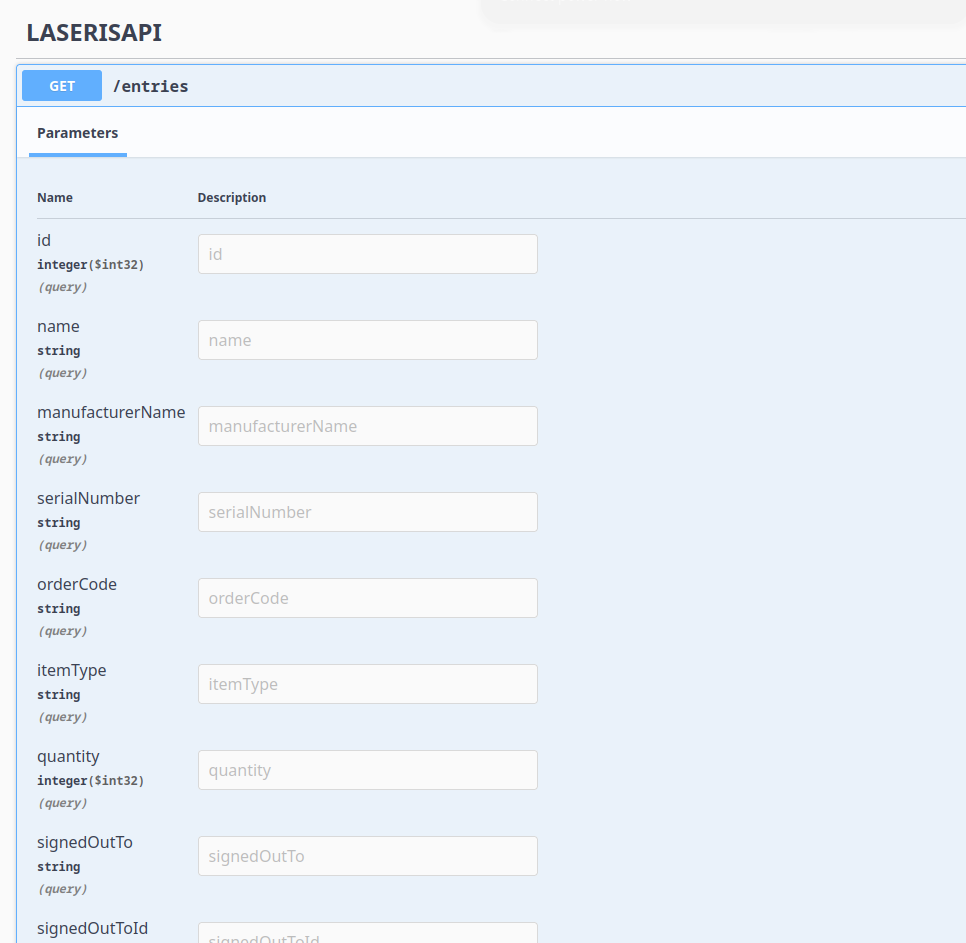 LASERISAPI
GET /entries
Parameters
Name Description
id
integer($int32)
(query)
id
name
string
(query)
name
manufacturerName
string
(query)
manufacturerName
serialNumber
string
(query)
serialNumber
orderCode
string
(query)
orderCode
itemType
string
(query)
itemType
quantity
integer($int32)
(query)
quantity
signedOutTo
string
(query)
signedOutTo
signedOutToId
signedOutToId